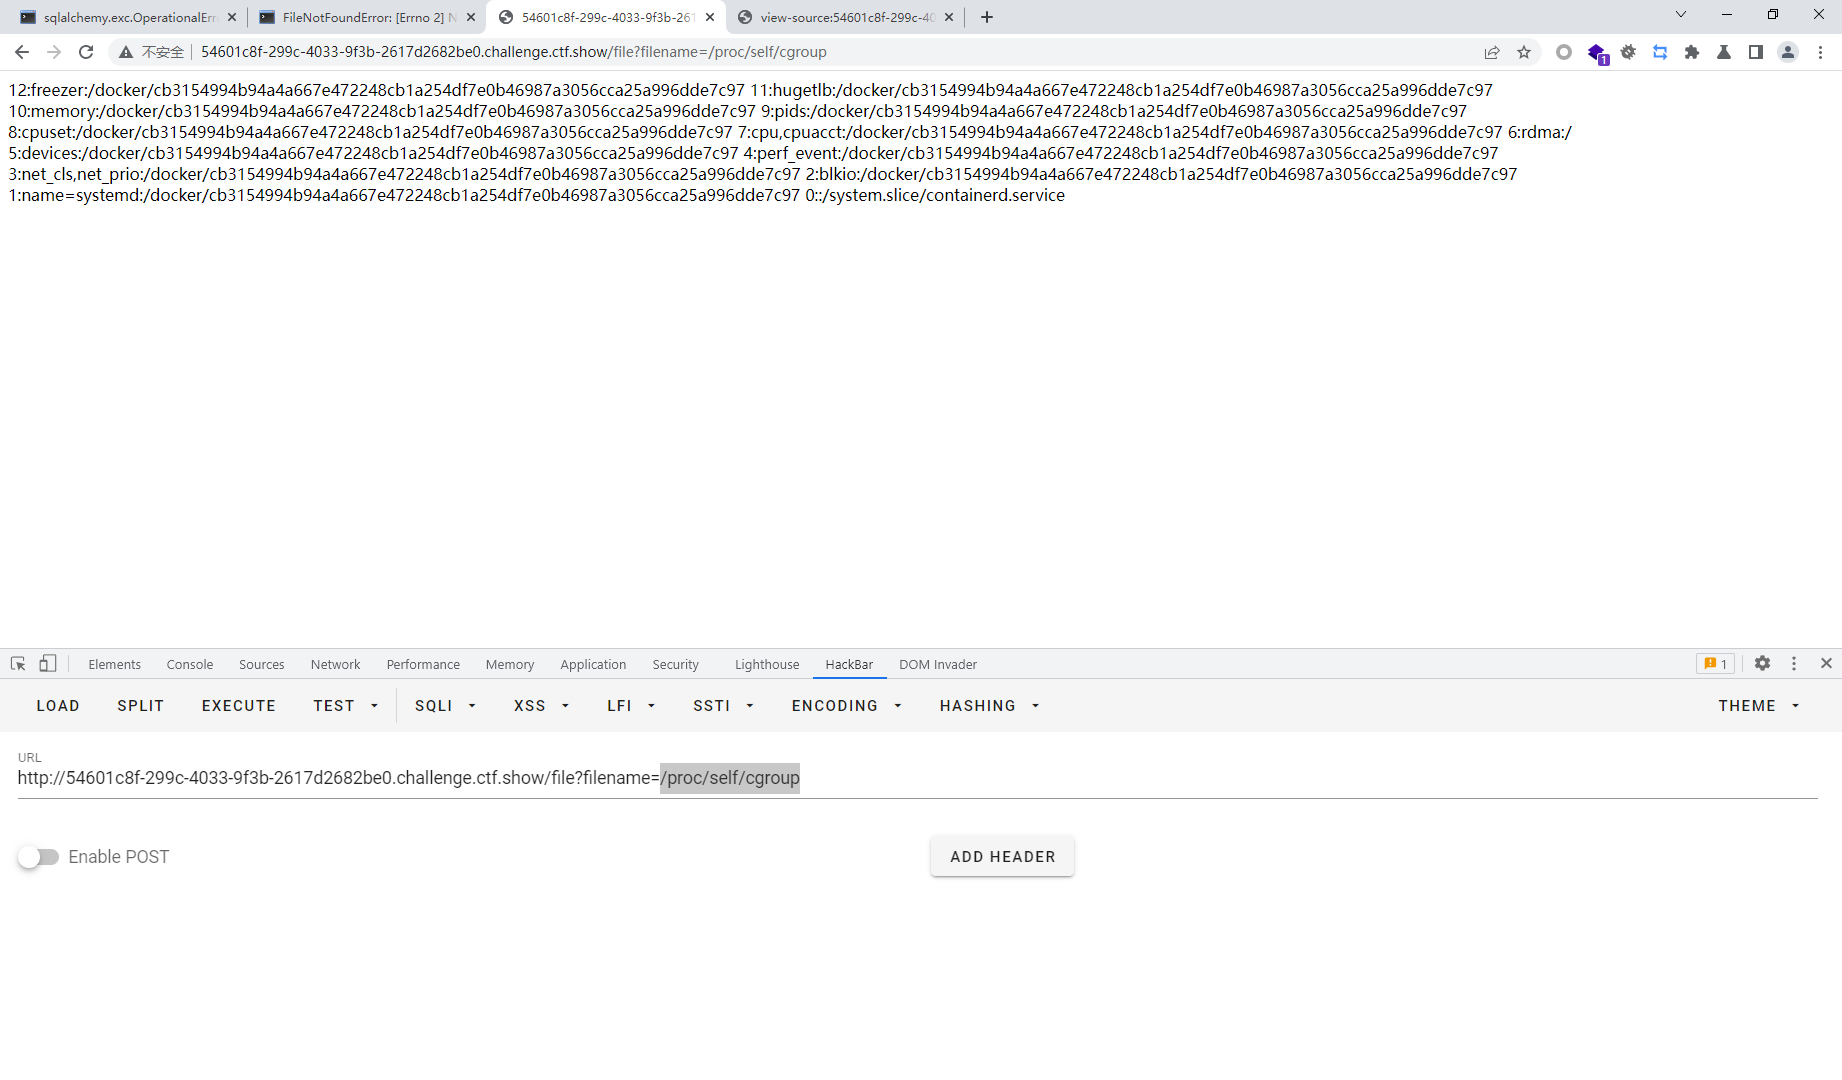 sqlalchemy.exc.OperationalErr
FileNotFoundError: [Errno 2] N
54601c8f-299c-4033-9f3b-261
view-source:54601c8f-299c-40
不安全
54601c8f-299c-4033-9f3b-2617d2682be0.challenge.ctf.show/file?filename=/proc/self/cgroup
1
12:freezer:/docker/cb3154994b94a4a667e472248cb1a254df7e0b46987a3056cca25a996dde7c97 11:hugetlb:/docker/cb3154994b94a4a667e472248cb1a254df7e0b46987a3056cca25a996dde7c97
10:memory:/docker/cb3154994b94a4a667e472248cb1a254df7e0b46987a3056cca25a996dde7c97 9:pids:/docker/cb3154994b94a4a667e472248cb1a254df7e0b46987a3056cca25a996dde7c97
8:cpuset:/docker/cb3154994b94a4a667e472248cb1a254df7e0b46987a3056cca25a996dde7c97 7:cpu,cpuacct:/docker/cb3154994b94a4a667e472248cb1a254df7e0b46987a3056cca25a996dde7c97 6:rdma:/
5:devices:/docker/cb3154994b94a4a667e472248cb1a254df7e0b46987a3056cca25a996dde7c97 4:perf_event:/docker/cb3154994b94a4a667e472248cb1a254df7e0b46987a3056cca25a996dde7c97
3:net_cls,net_prio:/docker/cb3154994b94a4a667e472248cb1a254df7e0b46987a3056cca25a996dde7c97 2:blkio:/docker/cb3154994b94a4a667e472248cb1a254df7e0b46987a3056cca25a996dde7c97
1:name=systemd:/docker/cb3154994b94a4a667e472248cb1a254df7e0b46987a3056cca25a996dde7c97 0::/system.slice/containerd.service
Elements Console Sources Network Performance Memory Application Security Lighthouse HackBar DOM Invader 1
LOAD SPLIT EXECUTE TEST SQLI XSS LFI SSTI ENCODING HASHING THEME
URL
http://54601c8f-299c-4033-9f3b-2617d2682be0.challenge.ctf.show/file?filename=/proc/self/cgroup
Enable POST
ADD HEADER